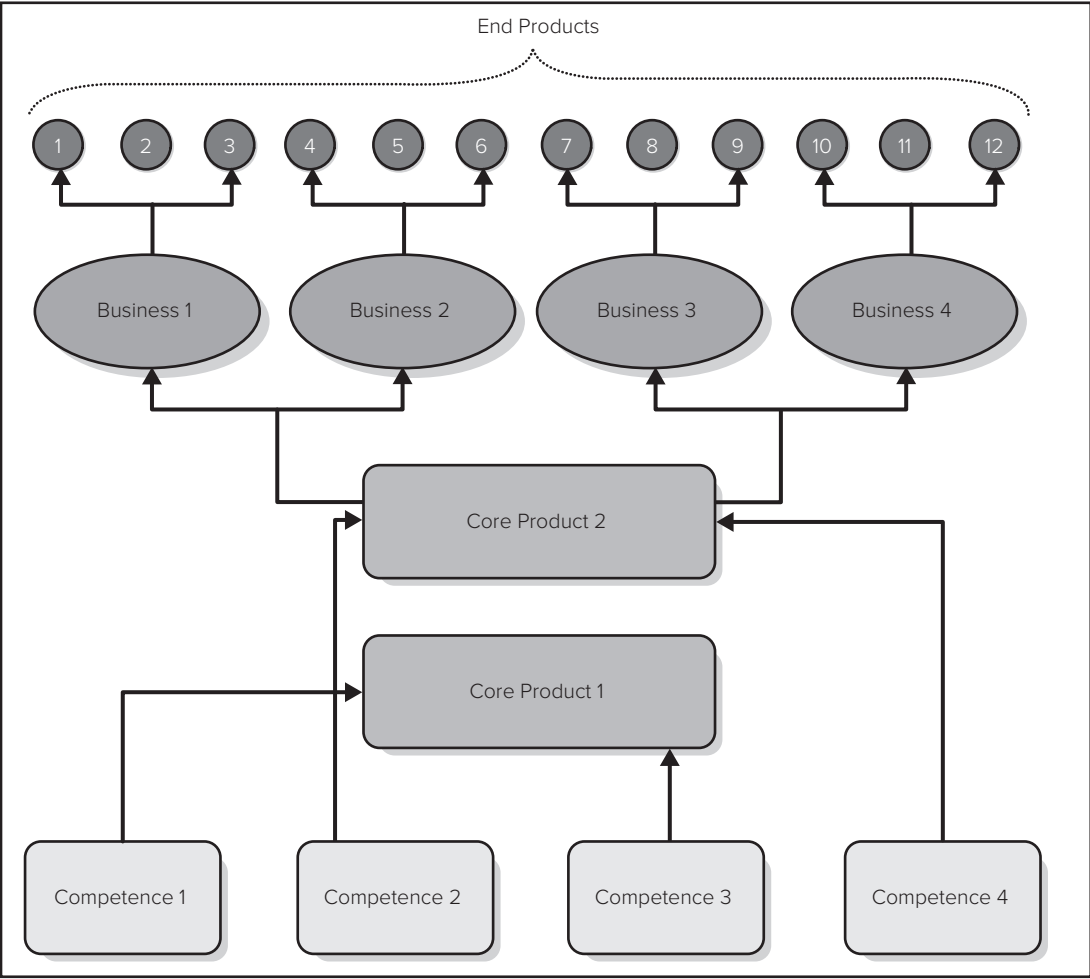 End Products
1 2 3 4 5 6 7 8 9 10 11 12
Business 1 Business 2 Business 3 Business 4
Core Product 2
Core Product 1
Competence 1 Competence 2 Competence 3 Competence 4